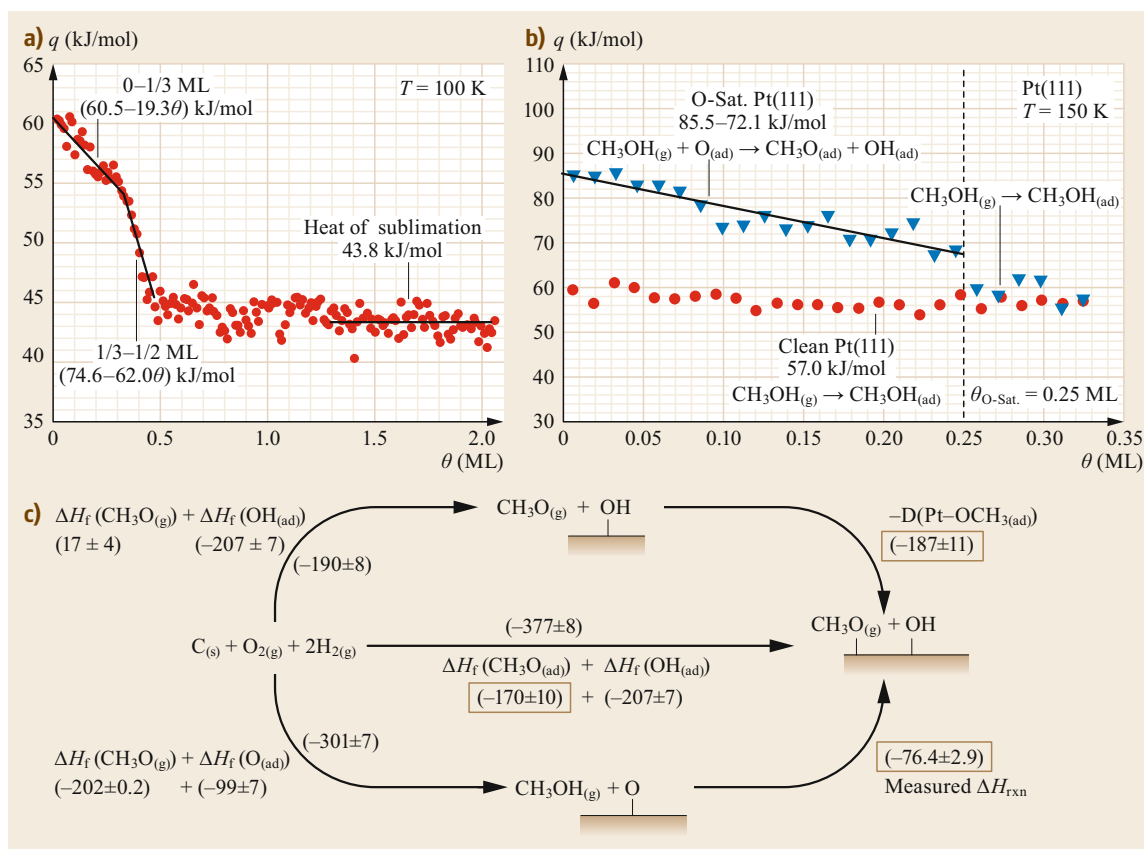 a) q (kJ/mol)
65
60
55
50
45
40
35
0
0.5
1.0
1.5
2.0
θ (ML)
0–1/3 ML
(60.5–19.3θ) kJ/mol
T = 100 K
Heat of sublimation
43.8 kJ/mol
1/3–1/2 ML
(74.6–62.0θ) kJ/mol
b) q (kJ/mol)
110
100
90
80
70
60
50
40
30
0
0.05
0.10
0.15
0.20
0.25
0.30
0.35
θ (ML)
O-Sat. Pt(111)
85.5–72.1 kJ/mol
CH₃OH(g) + O(ad) → CH₃O(ad) + OH(ad)
Pt(111)
T = 150 K
CH₃OH(g) → CH₃OH(ad)
Clean Pt(111)
57.0 kJ/mol
CH₃OH(g) → CH₃OH(ad)
θO-Sat. = 0.25 ML
c)
ΔHf (CH₃O(g)) + ΔHf (OH(ad))
(17 ± 4) (–207 ± 7)
(–190±8)
CH₃O(g) + OH
–D(Pt–OCH₃(ad))
(–187±11)
C(s) + O₂(g) + 2H₂(g)
(–377±8)
ΔHf (CH₃O(ad)) + ΔHf (OH(ad))
(–170±10) + (–207±7)
CH₃O(g) + OH
ΔHf (CH₃O(g)) + ΔHf (O(ad))
(–202±0.2) + (–99±7)
(–301±7)
CH₃OH(g) + O
(–76.4±2.9)
Measured ΔHrxn